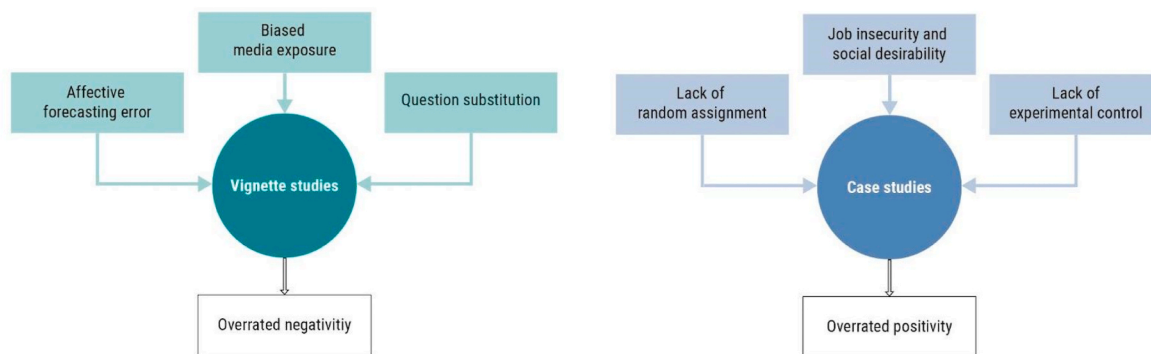 Biased
media exposure
Affective
forecasting error
Question substitution
Vignette studies
Overrated negativitiy
Job insecurity and
social desirability
Lack of
random assignment
Lack of
experimental control
Case studies
Overrated positivity